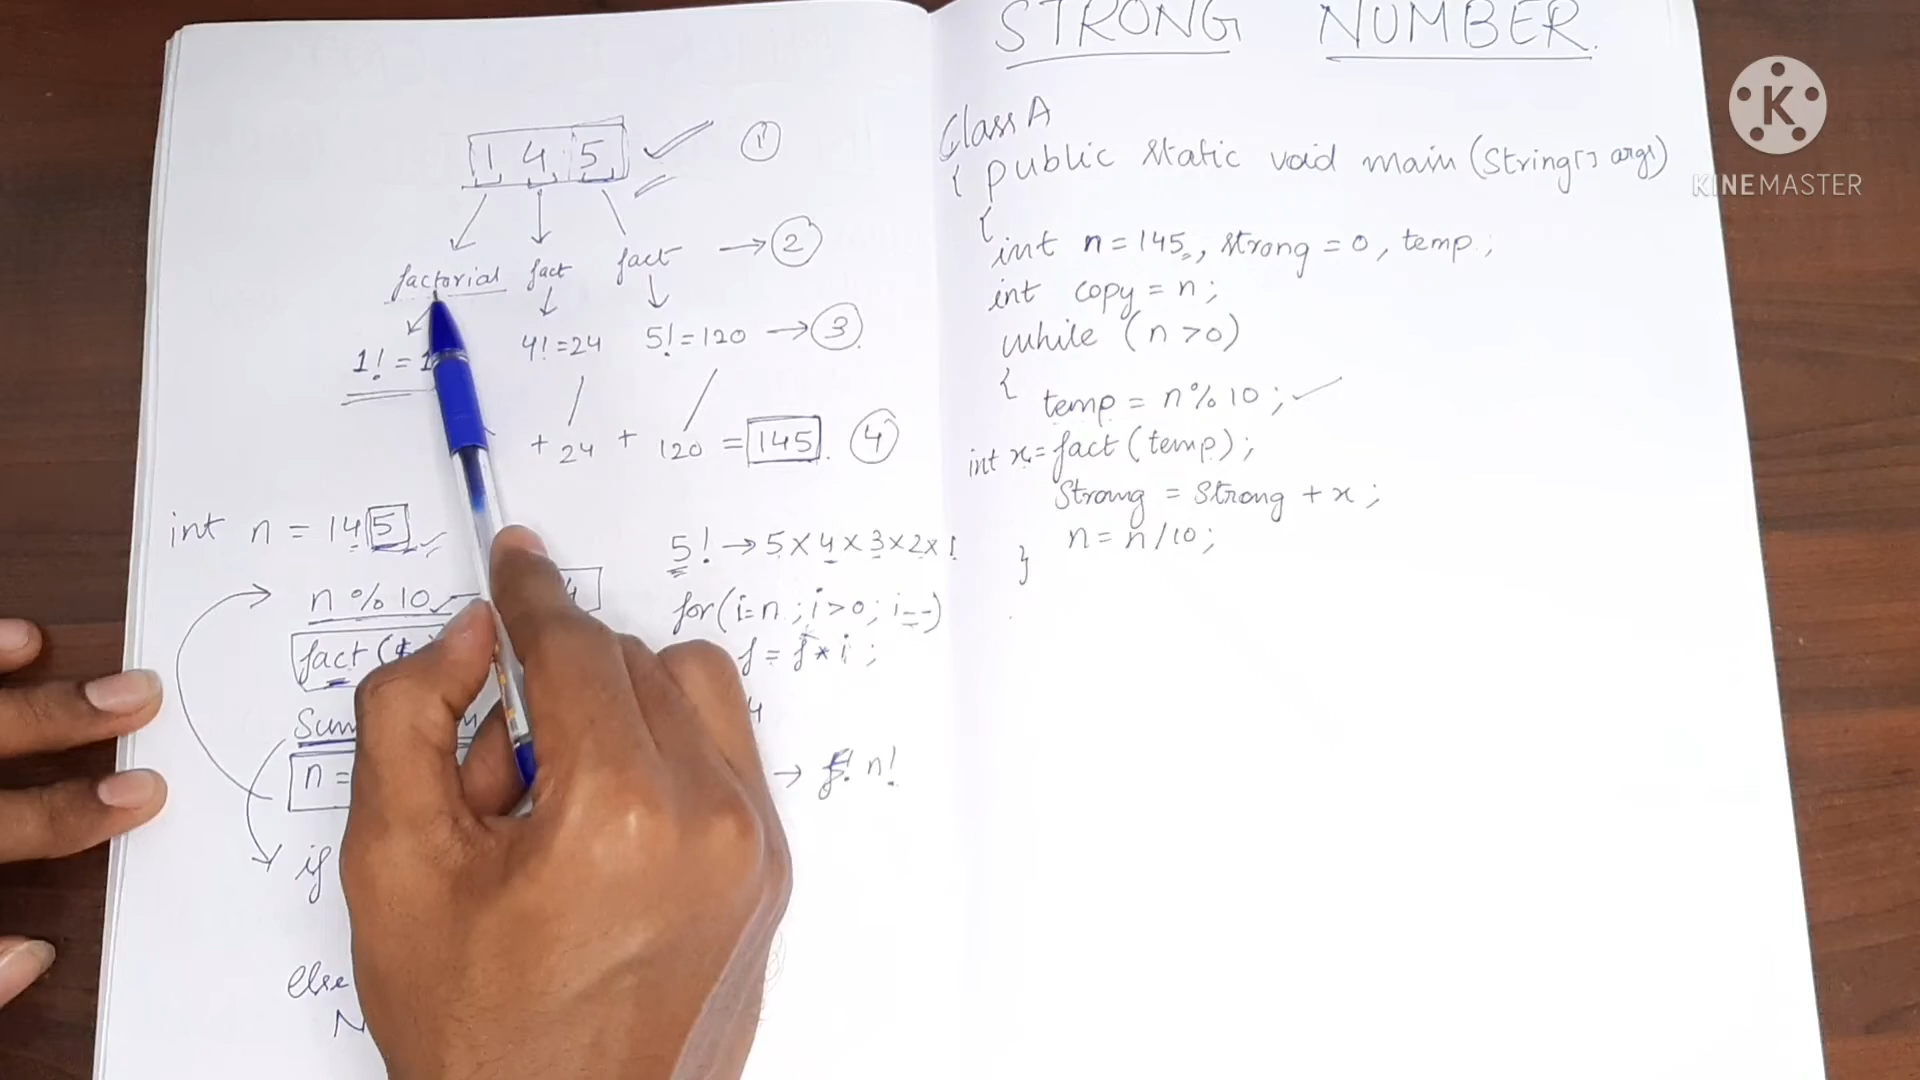 1 4 5 ①
factorial fact fact → ②
1! = 1 4! = 24 5! = 120 → ③
+ 24 + 120 = 145 . ④
int n = 145
n % 10
fact (
Sum
n =
if
else
N
5! → 5 x 4 x 3 x 2 x 1
for( i = n ; i > 0 ; i-- )
f = f * i ;
4
→ n!
STRONG NUMBER.
Class A
{ public static void main (String[] args)
{
int n = 145 , strong = 0 , temp ;
int copy = n ;
while ( n > 0 )
{
temp = n % 10 ;
int x = fact (temp) ;
Strong = Strong + x ;
n = n / 10 ;
}
K
KINEMASTER